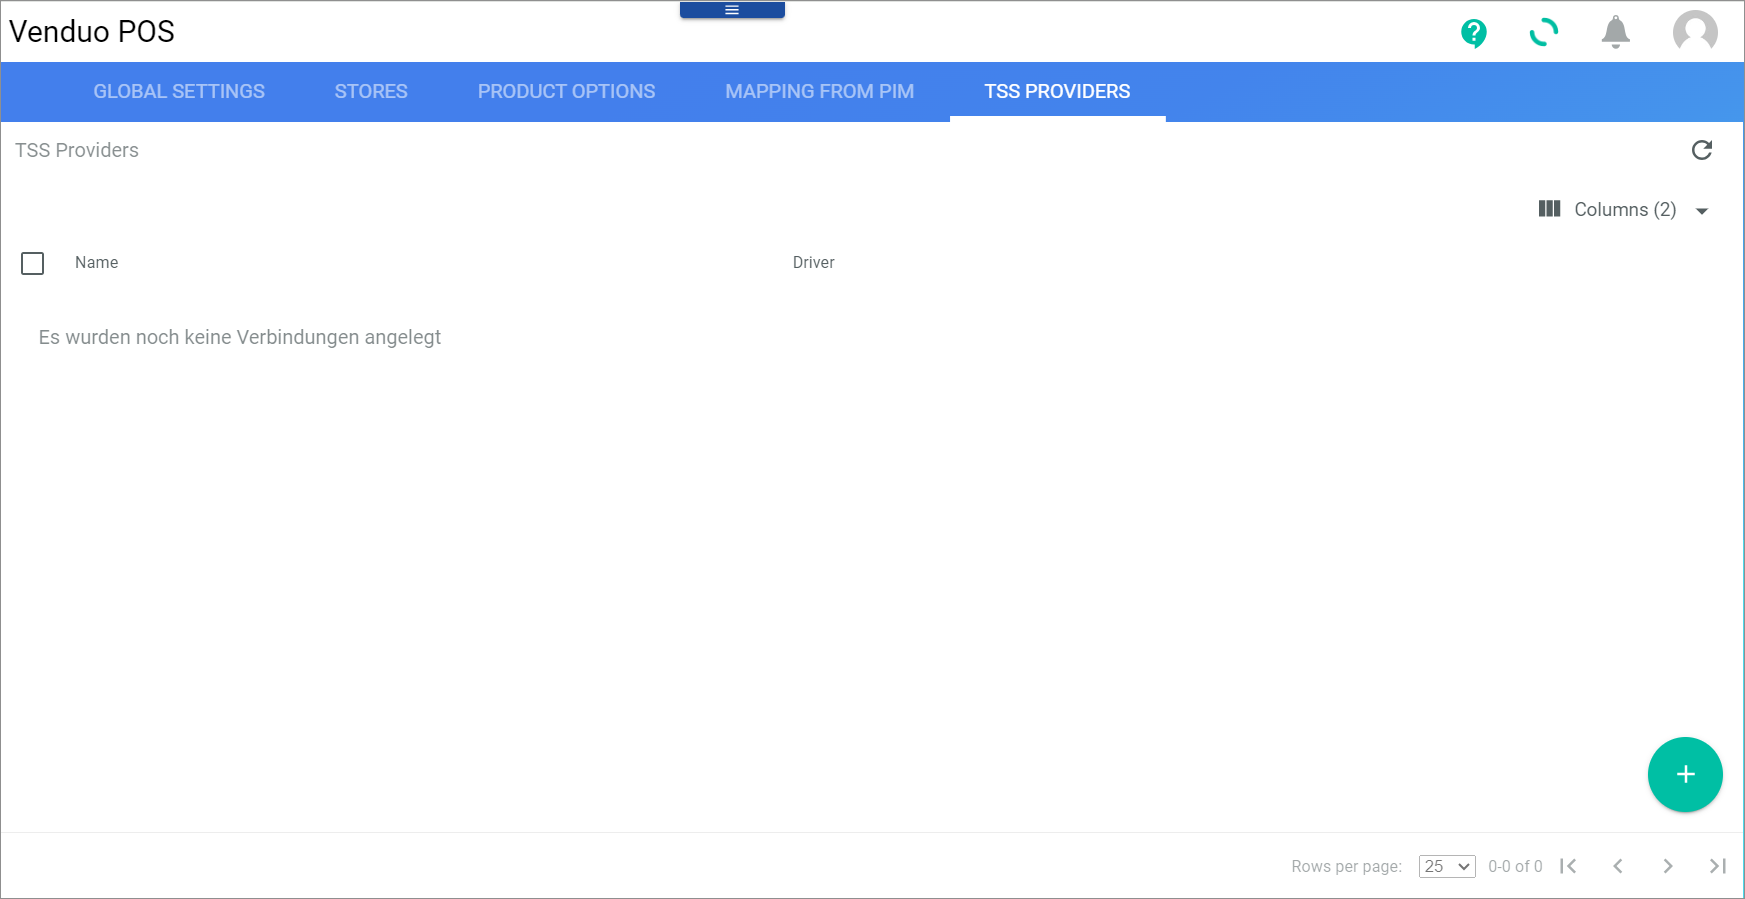 Venduo POS
GLOBAL SETTINGS STORES PRODUCT OPTIONS MAPPING FROM PIM TSS PROVIDERS
TSS Providers
Columns (2)
Name Driver
Es wurden noch keine Verbindungen angelegt
Rows per page: 25 0-0 of 0